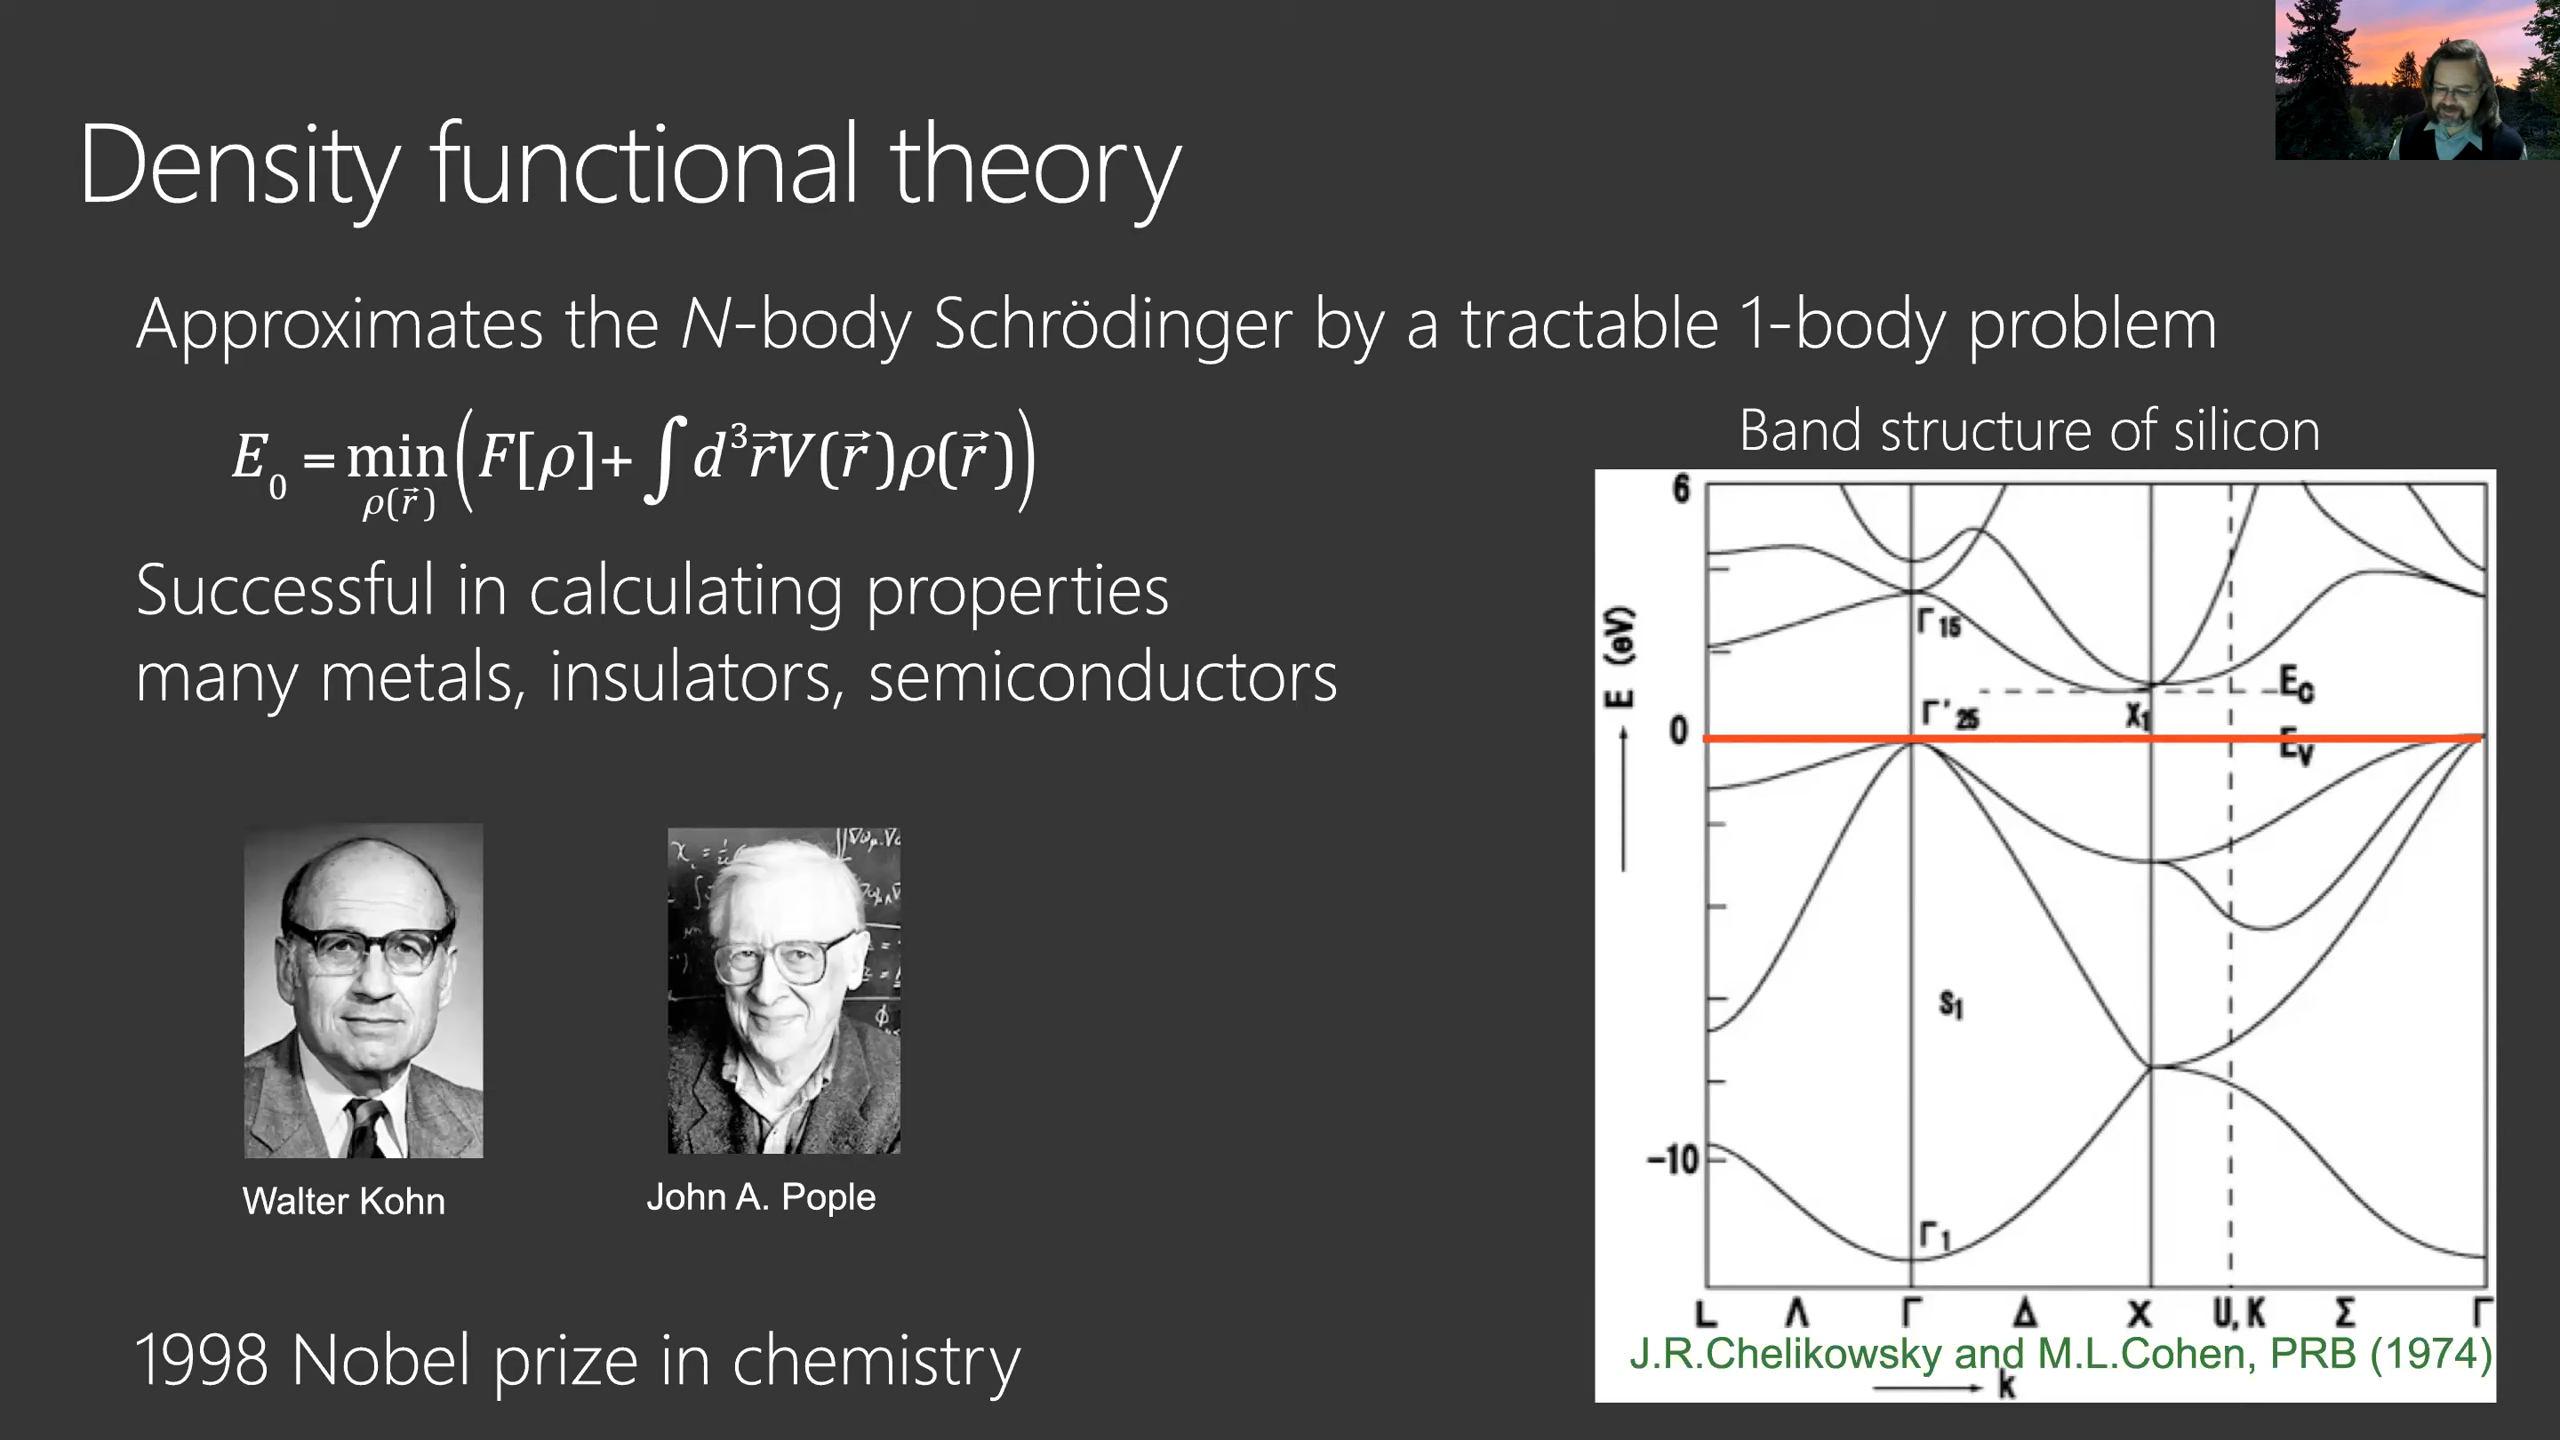 Density functional theory
Approximates the N-body Schrödinger by a tractable 1-body problem
E₀ = min_{ρ(r⃗)} (F[ρ]+ ∫ d³r⃗V(r⃗)ρ(r⃗))
Successful in calculating properties
many metals, insulators, semiconductors
Walter Kohn
John A. Pople
1998 Nobel prize in chemistry
Band structure of silicon
6
E (eV)
Γ15
EC
Γ'25
X1
0
EV
S1
-10
Γ1
L Λ Γ Δ X U,K Σ Γ
J.R.Chelikowsky and M.L.Cohen, PRB (1974)
k